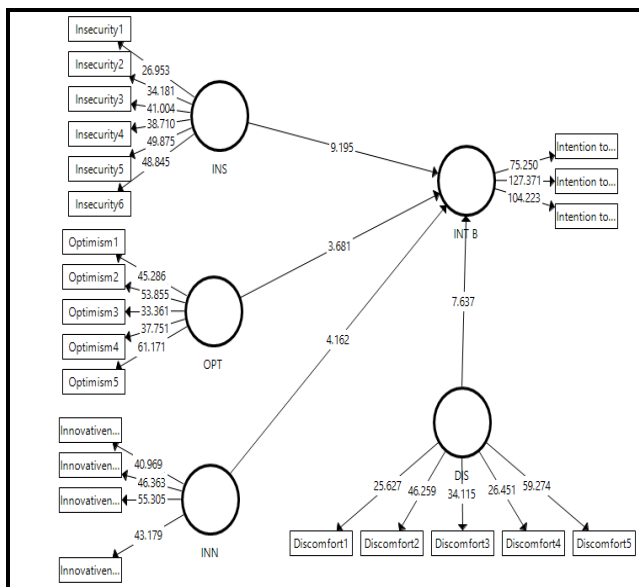 Insecurity1
Insecurity2
Insecurity3
Insecurity4
Insecurity5
Insecurity6
26.953
34.181
41.004
38.710
49.875
48.845
INS
9.195
Optimism1
Optimism2
Optimism3
Optimism4
Optimism5
45.286
53.855
33.361
37.751
61.171
OPT
3.681
Innovativen...
Innovativen...
Innovativen...
Innovativen...
40.969
46.363
55.305
43.179
INN
4.162
INT B
75.250
127.371
104.223
Intention to...
Intention to...
Intention to...
7.637
DIS
25.627
46.259
34.115
26.451
59.274
Discomfort1
Discomfort2
Discomfort3
Discomfort4
Discomfort5